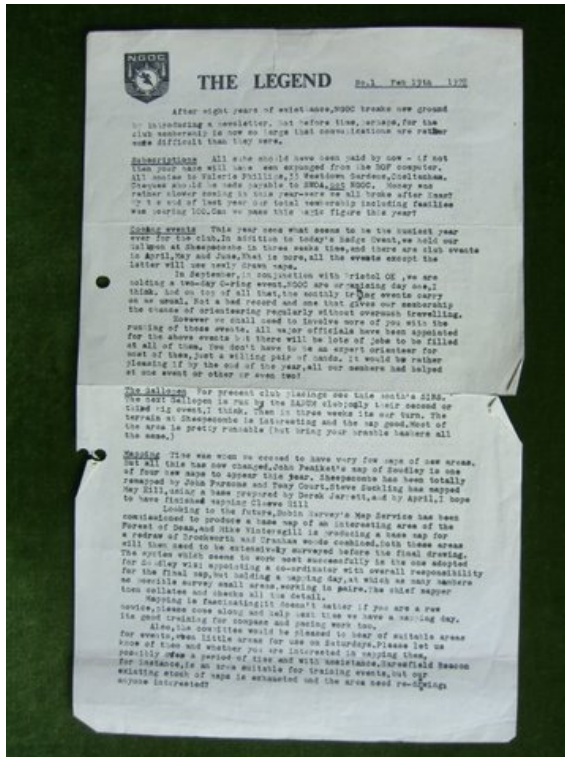 NGOC
THE LEGEND No.1 Feb 19th 1978
After eight years of existance,NGOC breaks new ground
by introducing a newsletter. Not before time,perhaps,for the
club membership is now so large that communications are rather
more difficult than they were.
Subscriptions All subs should have been paid by now - if not
then your name will have been expunged from the BOF computer.
All monies to Valerie Phillips,33 Westdown Gardens,Cheltenham.
Cheques should be made payable to SWOA,not NGOC. Money was
rather slower coming in this year-were we all broke after Xmas?
By the end of last year our total membership including families
was nearing 100.Can we pass this magic figure this year?
Coming events This year sees what seems to be the busiest year
ever for the club.In addition to today's Badge Event,we hold our
Gallopen at Sheepscombe in three weeks time,and there are club events
in April,May and June.What is more,all the events except the
latter will use newly drawn maps.
In September,in conjunction with Bristol OK ,we are
holding a two-day O-ring event,NGOC are organising day one,I
think. And on top of all that,the monthly training events carry
on as usual. Not a bad record and one that gives our membership
the chance of orienteering regularly without overmuch travelling.
However we shall need to involve more of you with the
running of these events. All major officials have been appointed
for the above events but there will be lots of jobs to be filled
at all of them. You don't have to be an expert orienteer for
most of them,just a willing pair of hands. It would be rather
pleasing if by the end of the year,all our members had helped
at one event or other or even two!
The Gallopen For present club placings see this month's SINS.
The next Gallopen is run by the club;only their second or
third big event,I think. Then in three weeks its our turn. The
terrain at Sheepscombe is interesting and the map good.Most of
the area is pretty runnable (but bring your bramble bashers all
the same.)
Mapping Time was when we seemed to have very few maps of new areas.
But all this has now changed,John Peniket's map of Soudley is one
of four new maps to appear this year. Sheepscombe has been totally
remapped by John Pursseus and Tony Court,Steve Suckling has mapped
May Hill,using a base prepared by Derek Jarrett,and by April,I hope
to have finished mapping Cleeve Hill
Looking to the future,Robin Harvey's Map Service has been
commissioned to produce a base map of an interesting area of the
Forest of Dean,and Mike Wintersgill is producing a base map for
a redraw of Brockworth and Cranham woods combined,both these areas
will then need to be extensively surveyed before the final drawing.
The system which seems to work most successfully is the one adopted
for Soudley viz: appointing a co-ordinator with overall responsibility
for the final map,but holding a mapping day,at which as many members
as possible survey small areas,working in pairs.The chief mapper
then collates and checks all the detail.
Mapping is fascinating;it doesn't matter if you are a raw
novice,please come along and help next time we have a mapping day.
its good training for compass and pacing work too.
Also,the committee would be pleased to hear of suitable areas
for events,even little areas for use on Saturdays.Please let us
know of them and whether you are interested in mapping them,
possibly over a period of time and with assistance.Haresfield Beacon
for instance,is an area suitable for training events,but our
existing stock of maps is exhausted and the area need re-drawing;
anyone interested?